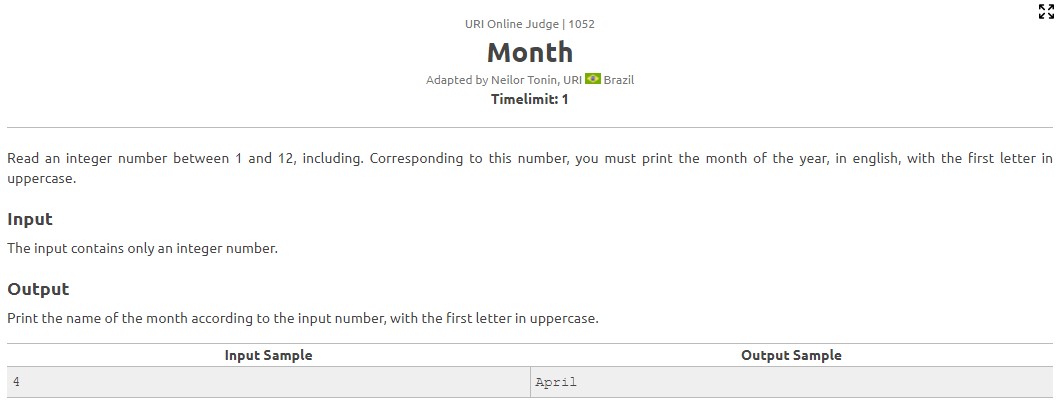 URI Online Judge | 1052
Month
Adapted by Neilor Tonin, URI Brazil
Timelimit: 1
Read an integer number between 1 and 12, including. Corresponding to this number, you must print the month of the year, in english, with the first letter in
uppercase.
Input
The input contains only an integer number.
Output
Print the name of the month according to the input number, with the first letter in uppercase.
Input Sample Output Sample
4 April